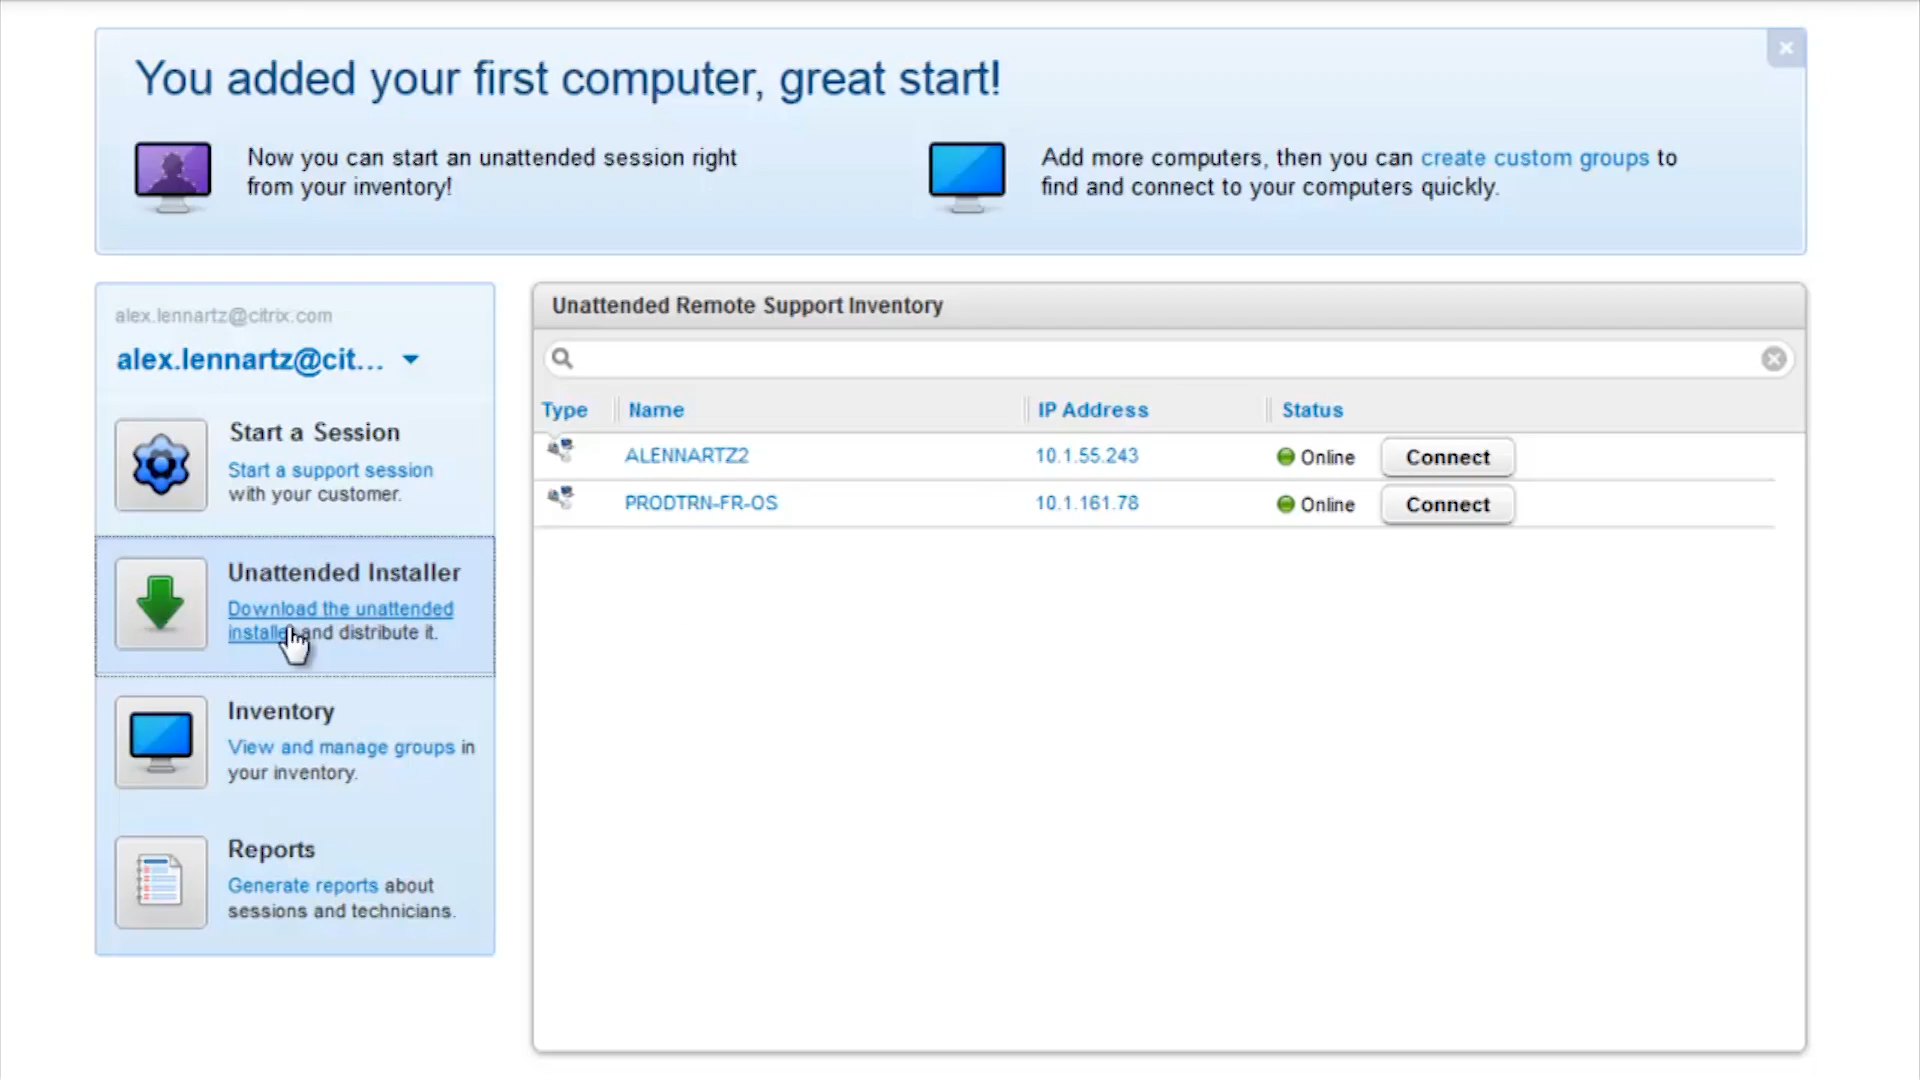 You added your first computer, great start!
Now you can start an unattended session right
from your inventory!
Add more computers, then you can create custom groups to
find and connect to your computers quickly.
alex.lennartz@citrix.com
alex.lennartz@cit...
Start a Session
Start a support session
with your customer.
Unattended Installer
Download the unattended
installer and distribute it.
Inventory
View and manage groups in
your inventory.
Reports
Generate reports about
sessions and technicians.
Unattended Remote Support Inventory
Type Name IP Address Status
ALENNARTZ2 10.1.55.243 Online Connect
PRODTRN-FR-OS 10.1.161.78 Online Connect